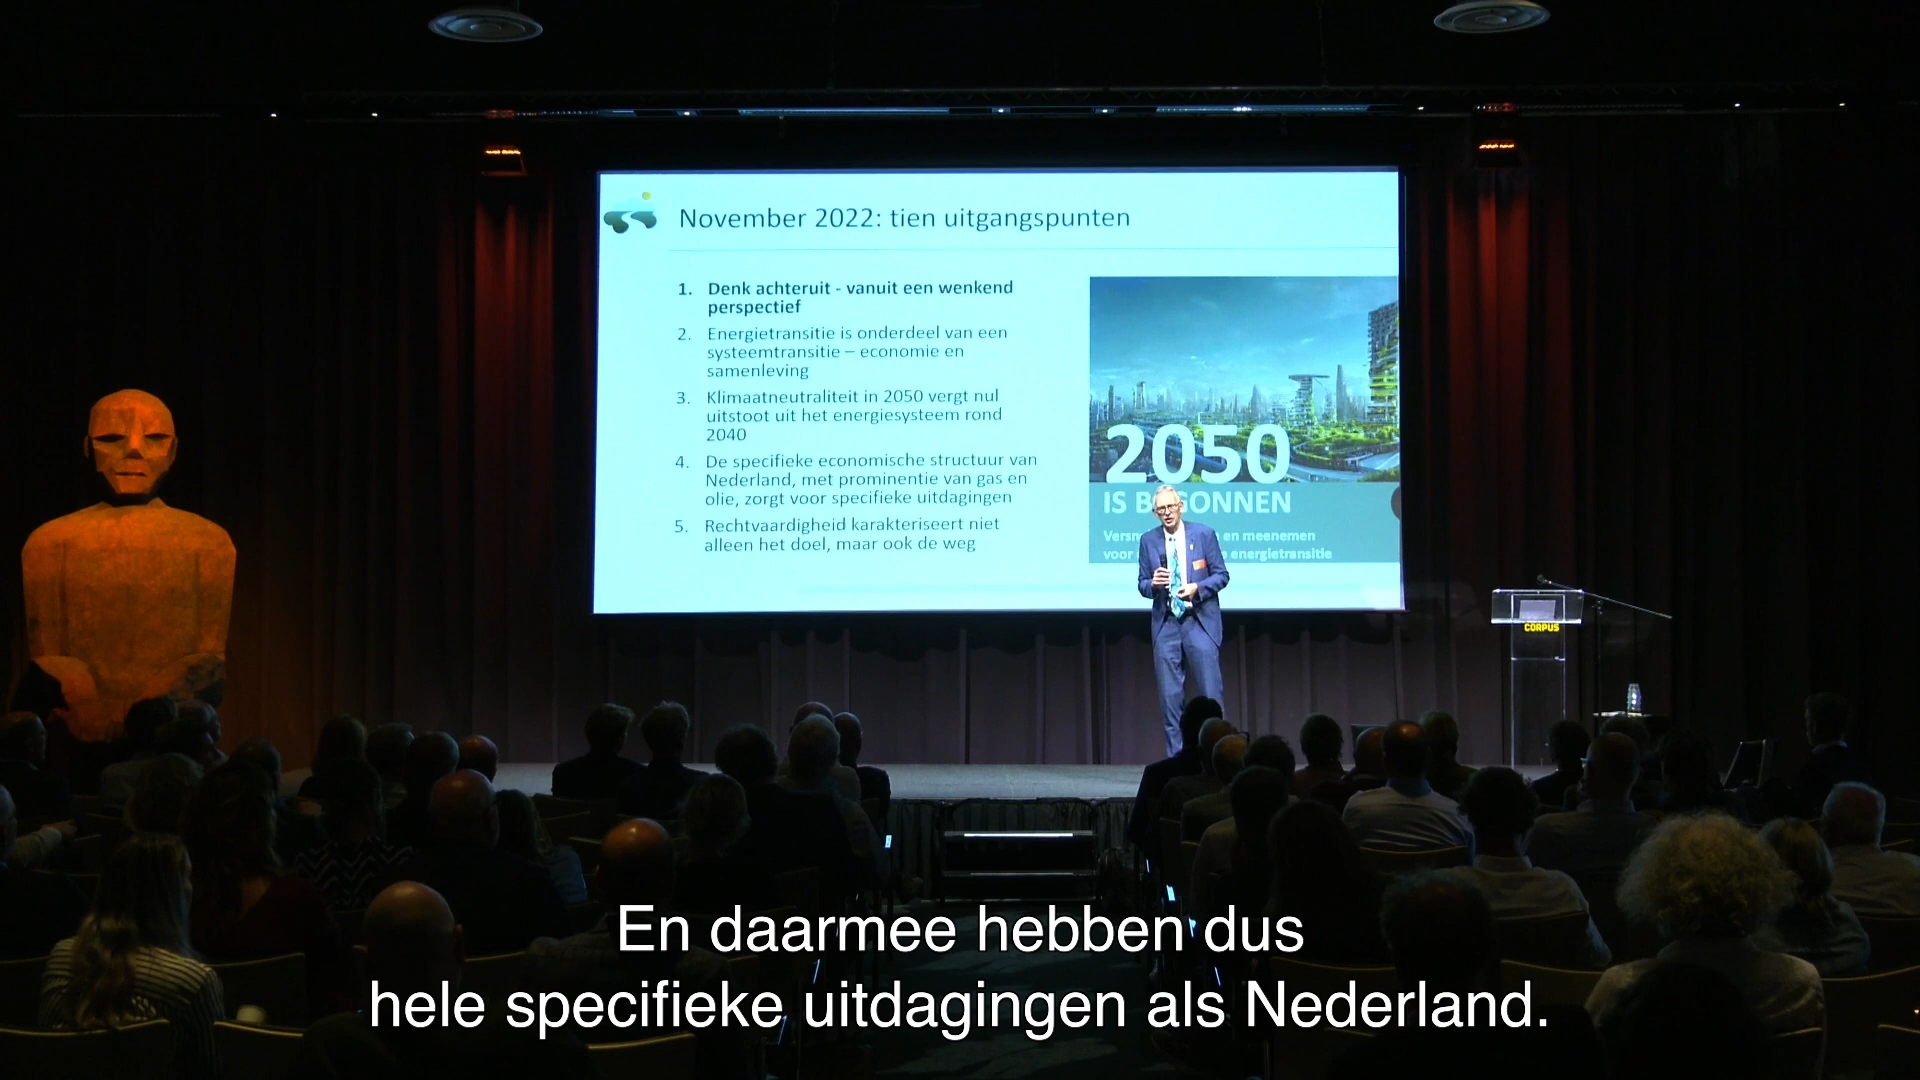 November 2022: tien uitgangspunten
1. Denk achteruit - vanuit een wenkend
perspectief
2. Energietransitie is onderdeel van een
systeemtransitie – economie en
samenleving
3. Klimaatneutraliteit in 2050 vergt nul
uitstoot uit het energiesysteem rond
2040
4. De specifieke economische structuur van
Nederland, met prominentie van gas en
olie, zorgt voor specifieke uitdagingen
5. Rechtvaardigheid karakteriseert niet
alleen het doel, maar ook de weg
2050
IS BEGONNEN
en meenemen
voor energietransitie
CORPUS
En daarmee hebben dus
hele specifieke uitdagingen als Nederland.